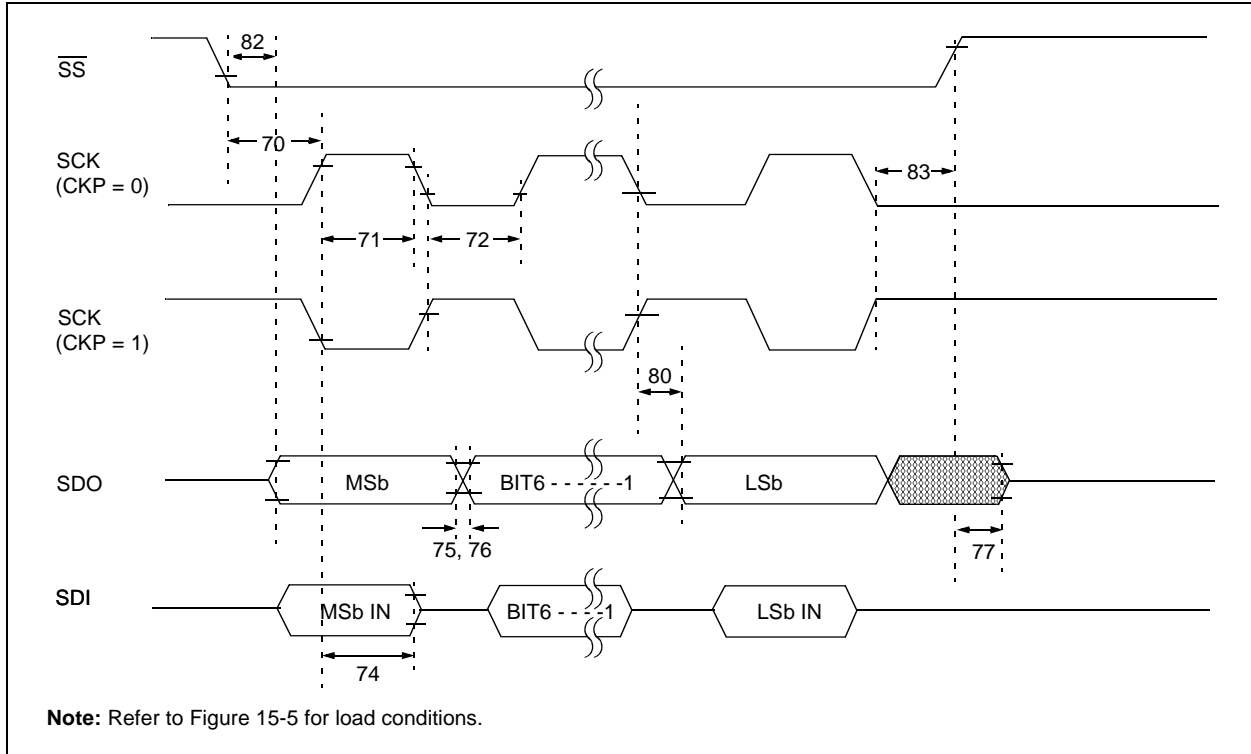 82
SS
70
SCK
(CKP = 0)
83
71
72
SCK
(CKP = 1)
80
SDO
MSb
BIT6 - - - - - -1
LSb
75, 76
77
SDI
MSb IN
BIT6 - - - -1
LSb IN
74
Note: Refer to Figure 15-5 for load conditions.